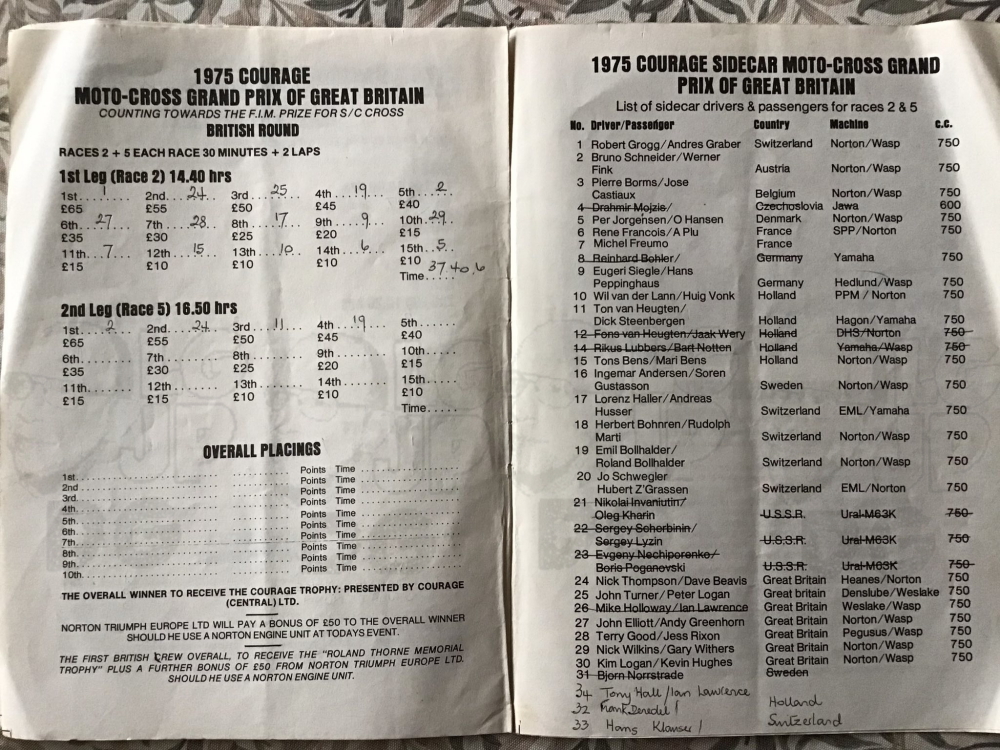 1975 COURAGE
MOTO-CROSS GRAND PRIX OF GREAT BRITAIN
COUNTING TOWARDS THE F.I.M. PRIZE FOR S/C CROSS
BRITISH ROUND
RACES 2 + 5 EACH RACE 30 MINUTES + 2 LAPS
1st Leg (Race 2) 14.40 hrs
1st....1.... 2nd....24.... 3rd....25.... 4th....19.... 5th....2....
£65 £55 £50 £45 £40
6th....27.... 7th....28.... 8th....17.... 9th....9.... 10th....29....
£35 £30 £25 £20 £15
11th....7.... 12th....15.... 13th....10.... 14th....6.... 15th....5....
£15 £10 £10 £10 £10
Time.... 37.40.6
2nd Leg (Race 5) 16.50 hrs
1st....2.... 2nd....24.... 3rd....11.... 4th....19.... 5th.....
£65 £55 £50 £45 £40
6th....... 7th....... 8th....... 9th....... 10th.....
£35 £30 £25 £20 £15
11th....... 12th....... 13th....... 14th....... 15th.....
£15 £15 £10 £10 £10
Time.....
OVERALL PLACINGS
1st........ Points Time ........
2nd........ Points Time ........
3rd........ Points Time ........
4th........ Points Time ........
5th........ Points Time ........
6th........ Points Time ........
7th........ Points Time ........
8th........ Points Time ........
9th........ Points Time ........
10th........ Points Time ........
THE OVERALL WINNER TO RECEIVE THE COURAGE TROPHY: PRESENTED BY COURAGE
(CENTRAL) LTD.
NORTON TRIUMPH EUROPE LTD WILL PAY A BONUS OF £50 TO THE OVERALL WINNER
SHOULD HE USE A NORTON ENGINE UNIT AT TODAYS EVENT.
THE FIRST BRITISH CREW OVERALL, TO RECEIVE THE "ROLAND THORNE MEMORIAL
TROPHY" PLUS A FURTHER BONUS OF £50 FROM NORTON TRIUMPH EUROPE LTD.
SHOULD HE USE A NORTON ENGINE UNIT.
1975 COURAGE SIDECAR MOTO-CROSS GRAND
PRIX OF GREAT BRITAIN
List of sidecar drivers & passengers for races 2 & 5
No. Driver/Passenger Country Machine c.c.
1 Robert Grogg/Andres Graber Switzerland Norton/Wasp 750
2 Bruno Schneider/Werner
Fink Austria Norton/Wasp 750
3 Pierre Borms/Jose
Castiaux Belgium Norton/Wasp 750
4 Drahmir Mojzis/ Czechoslovia Jawa 600
5 Per Jorgensen/O Hansen Denmark Norton/Wasp 750
6 Rene Francois/A Plu France SPP/Norton 750
7 Michel Freumo France
8 Reinhard Bohler/ Germany Yamaha 750
9 Eugeri Siegle/Hans
Peppinghaus Germany Hedlund/Wasp 750
10 Wil van der Lann/Huig Vonk Holland PPM / Norton 750
11 Ton van Heugten/
Dick Steenbergen Holland Hagon/Yamaha 750
12 Fons van Heugten/Jaak Wery Holland DHS/Norton 750
14 Rikus Lubbers/Bart Notten Holland Yamaha/Wasp 750
15 Tons Bens/Mari Bens Holland Norton/Wasp 750
16 Ingemar Andersen/Soren
Gustasson Sweden Norton/Wasp 750
17 Lorenz Haller/Andreas
Husser Switzerland EML/Yamaha 750
18 Herbert Bohnren/Rudolph
Marti Switzerland Norton/Wasp 750
19 Emil Bollhalder/
Roland Bollhalder Switzerland Norton/Wasp 750
20 Jo Schwegler
Hubert Z'Grassen Switzerland EML/Norton 750
21 Nikolai Invaniutin/
Oleg Kharin U.S.S.R. Ural-M63K 750
22 Sergey Scherbinin/
Sergey Lyzin U.S.S.R. Ural-M63K 750
23 Evgeny Nechiporenko/
Boris Poganovski U.S.S.R. Ural-M63K 750
24 Nick Thompson/Dave Beavis Great Britain Heanes/Norton 750
25 John Turner/Peter Logan Great britain Denslube/Weslake 750
26 Mike Holloway/Ian Lawrence Great Britain Weslake/Wasp 750
27 John Elliott/Andy Greenhorn Great Britain Norton/Wasp 750
28 Terry Good/Jess Rixon Great Britain Pegusus/Wasp 750
29 Nick Wilkins/Gary Withers Great Britain Norton/Wasp 750
30 Kim Logan/Kevin Hughes Great Britain Norton/Wasp 750
31 Bjorn Norrstrade Sweden
34 Tony Hall/Ian Lawrence
32 Frank / Holland
33 Hans Klauser / Switzerland